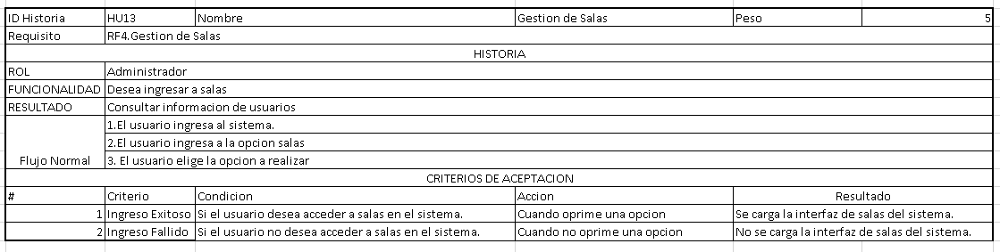 ID Historia HU13 Nombre Gestion de Salas Peso 5
Requisito RF4.Gestion de Salas
HISTORIA
ROL Administrador
FUNCIONALIDAD Desea ingresar a salas
RESULTADO Consultar informacion de usuarios
1.El usuario ingresa al sistema.
2.El usuario ingresa a la opcion salas
Flujo Normal 3. El usuario elige la opcion a realizar
CRITERIOS DE ACEPTACION
# Criterio Condicion Accion Resultado
1 Ingreso Exitoso Si el usuario desea acceder a salas en el sistema. Cuando oprime una opcion Se carga la interfaz de salas del sistema.
2 Ingreso Fallido Si el usuario no desea acceder a salas en el sistema. Cuando no oprime una opcion No se carga la interfaz de salas del sistema.